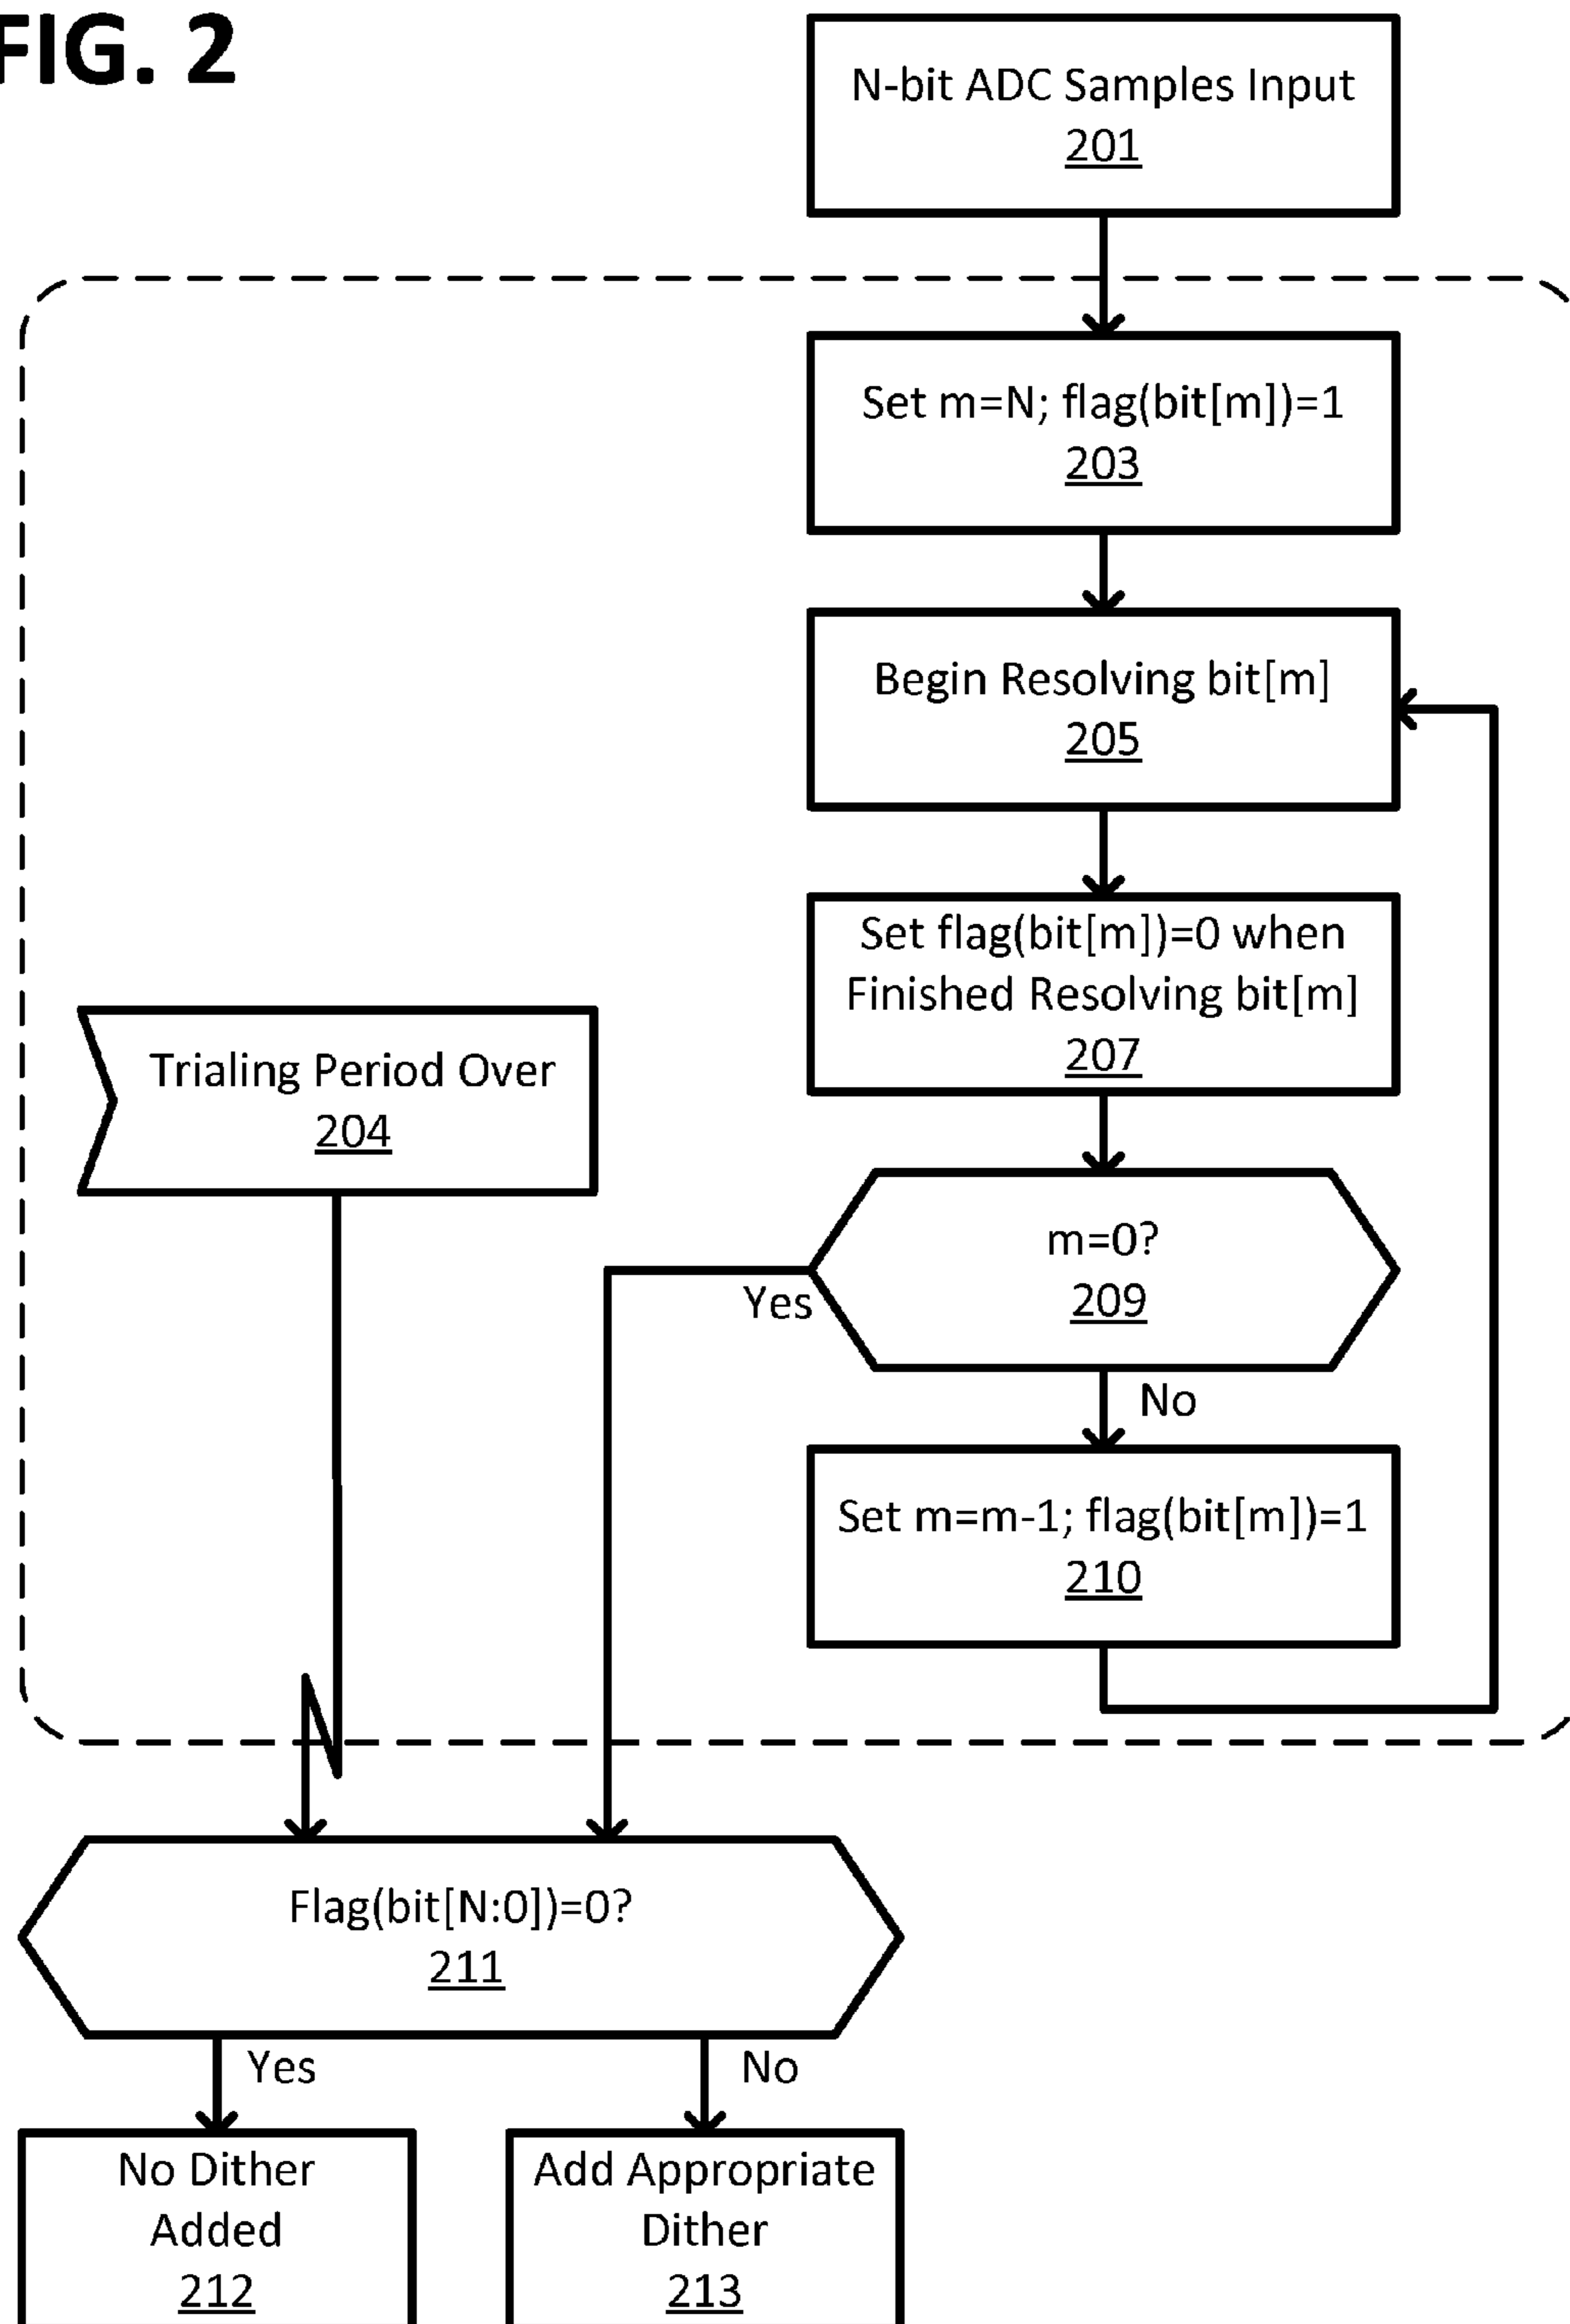 FIG. 2
N-bit ADC Samples Input
201
Set m=N; flag(bit[m])=1
203
Begin Resolving bit[m]
205
Set flag(bit[m])=0 when
Finished Resolving bit[m]
207
Trialing Period Over
204
m=0?
209
Yes
No
Set m=m-1; flag(bit[m])=1
210
Flag(bit[N:0])=0?
211
Yes
No
No Dither
Added
212
Add Appropriate
Dither
213